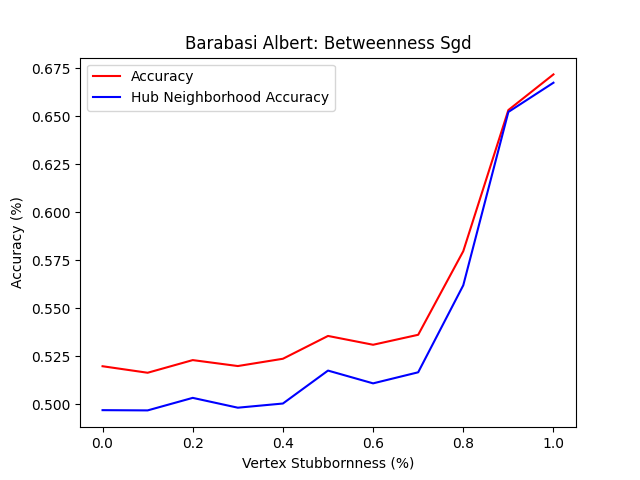 Barabasi Albert: Betweenness Sgd
Accuracy
Hub Neighborhood Accuracy
Accuracy (%)
0.675
0.650
0.625
0.600
0.575
0.550
0.525
0.500
0.0 0.2 0.4 0.6 0.8 1.0
Vertex Stubbornness (%)